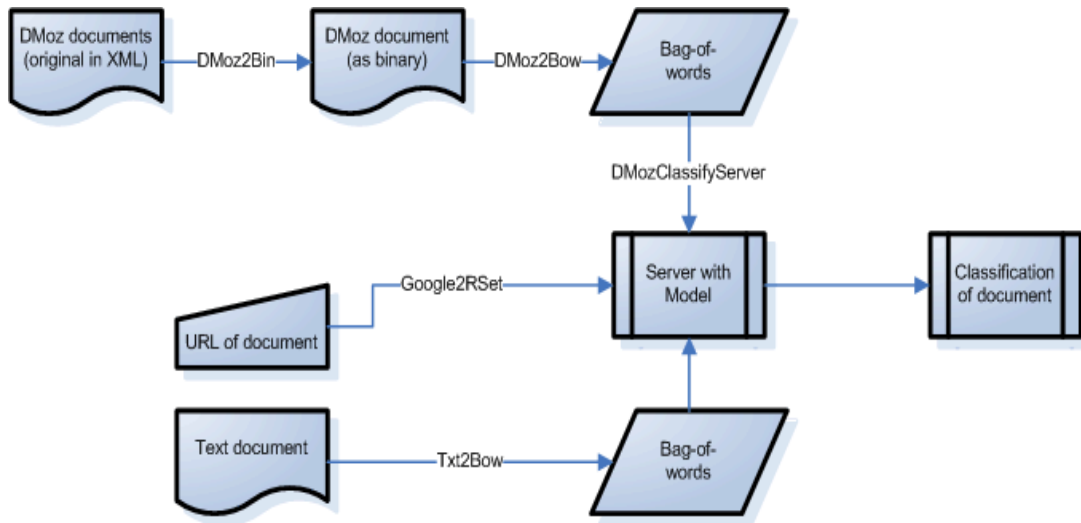 DMoz documents
(original in XML)
DMoz2Bin
DMoz document
(as binary)
DMoz2Bow
Bag-of-
words
DMozClassifyServer
Server with
Model
Classification
of document
Google2RSet
URL of document
Text document
Txt2Bow
Bag-of-
words